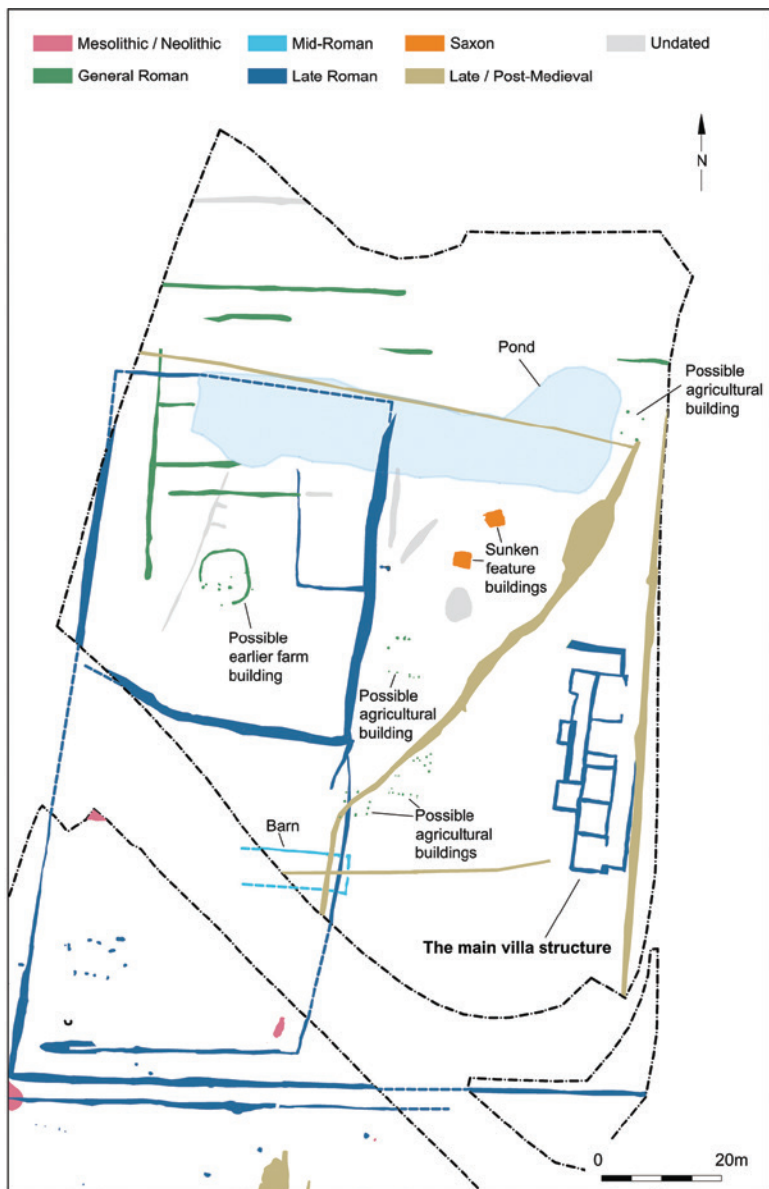 Mesolithic / Neolithic
Mid-Roman
Saxon
Undated
General Roman
Late Roman
Late / Post-Medieval
N
Pond
Possible
agricultural
building
Sunken
feature
buildings
Possible
earlier farm
building
Possible
agricultural
building
Possible
agricultural
buildings
Barn
The main villa structure
0
20m